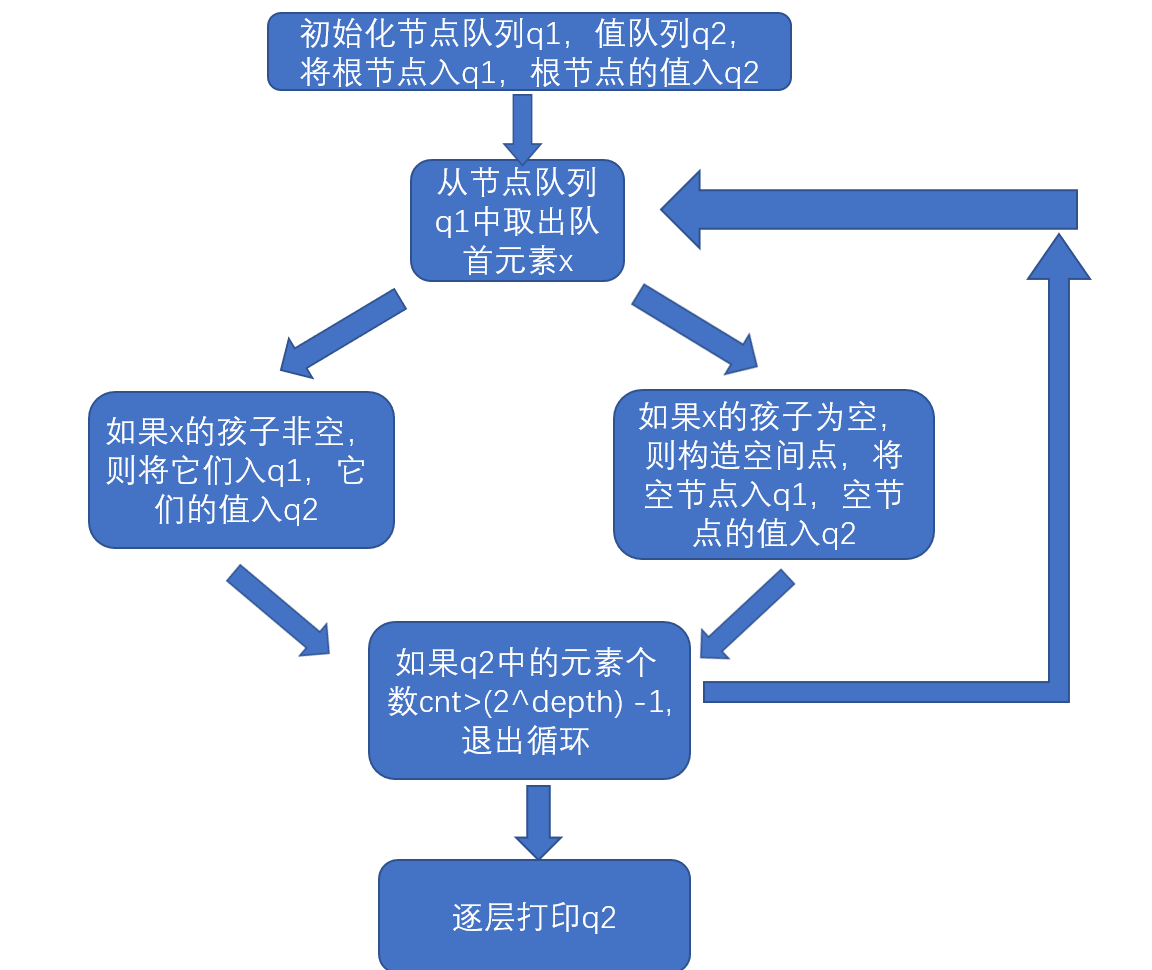 初始化节点队列q1，值队列q2，
将根节点入q1，根节点的值入q2
从节点队列
q1中取出队
首元素x
如果x的孩子非空，
则将它们入q1，它
们的值入q2
如果x的孩子为空，
则构造空间点，将
空节点入q1，空节
点的值入q2
如果q2中的元素个
数cnt>(2^depth) -1,
退出循环
逐层打印q2